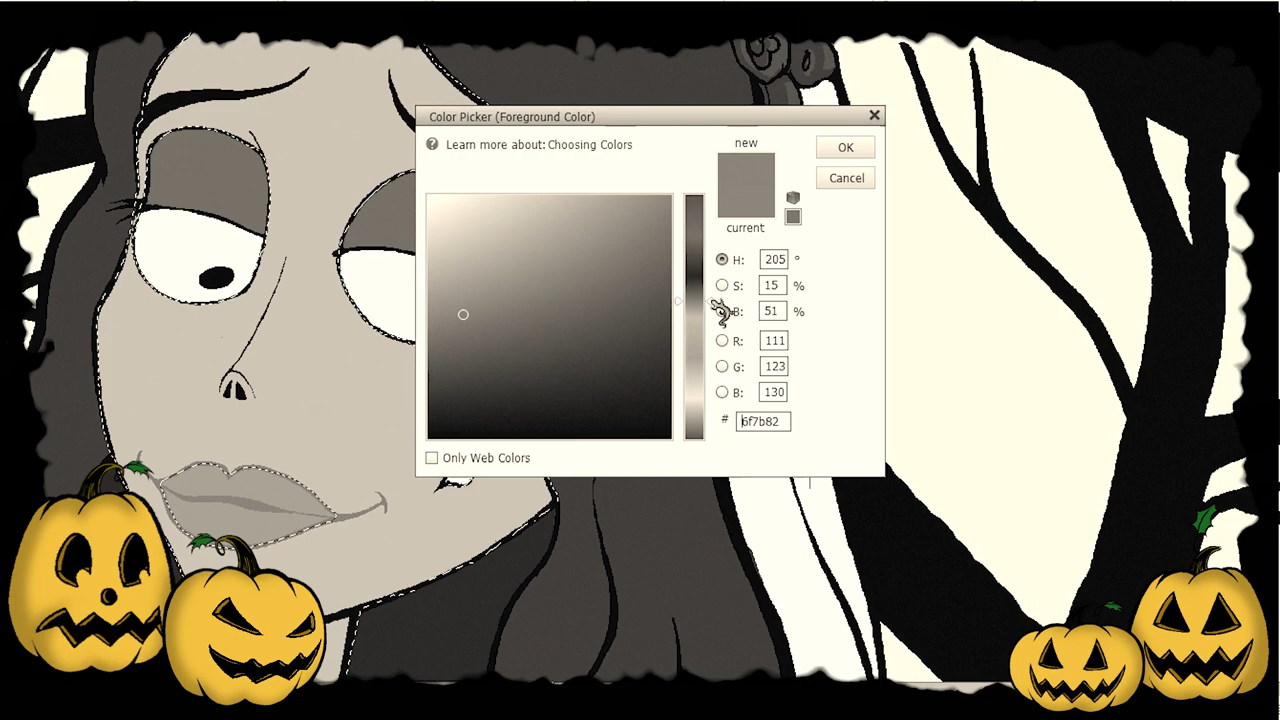 Color Picker (Foreground Color)
? Learn more about: Choosing Colors
new
OK
Cancel
current
H: 205 °
S: 15 %
B: 51 %
R: 111
G: 123
B: 130
# 6f7b82
Only Web Colors